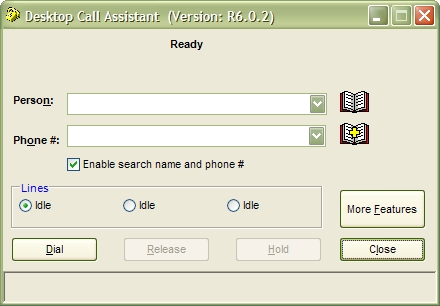 Desktop Call Assistant (Version: R6.0.2)
Ready
Person:
Phone #:
Enable search name and phone #
Lines
Idle Idle Idle
More Features
Dial Release Hold Close